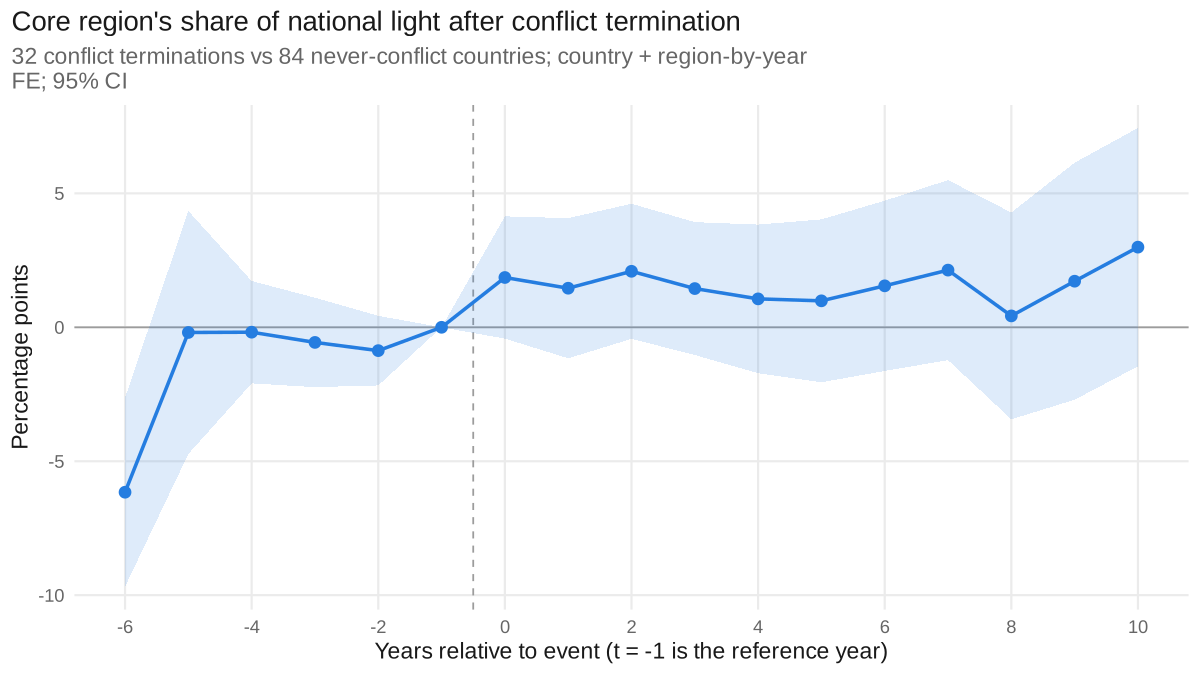 Core region's share of national light after conflict termination
32 conflict terminations vs 84 never-conflict countries; country + region-by-year
FE; 95% CI
Percentage points
5
0
-5
-10
-6
-4
-2
0
2
4
6
8
10
Years relative to event (t = -1 is the reference year)